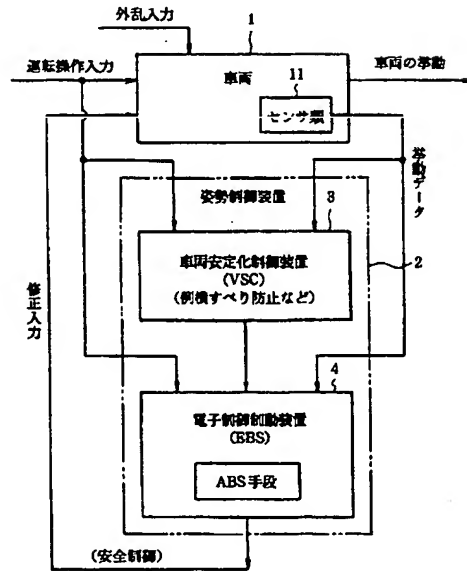 外乱入力
1
運転操作入力
車両
車両の挙動
11
センサ類
挙動データ
姿勢制御装置
3
車両安定化制御装置
(VSC)
(例横すべり防止など)
2
修正入力
4
電子制御制動装置
(EBS)
ABS手段
(安全制御)